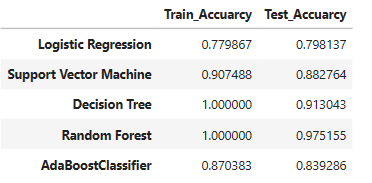 Train_Accuarcy Test_Accuarcy
Logistic Regression 0.779867 0.798137
Support Vector Machine 0.907488 0.882764
Decision Tree 1.000000 0.913043
Random Forest 1.000000 0.975155
AdaBoostClassifier 0.870383 0.839286